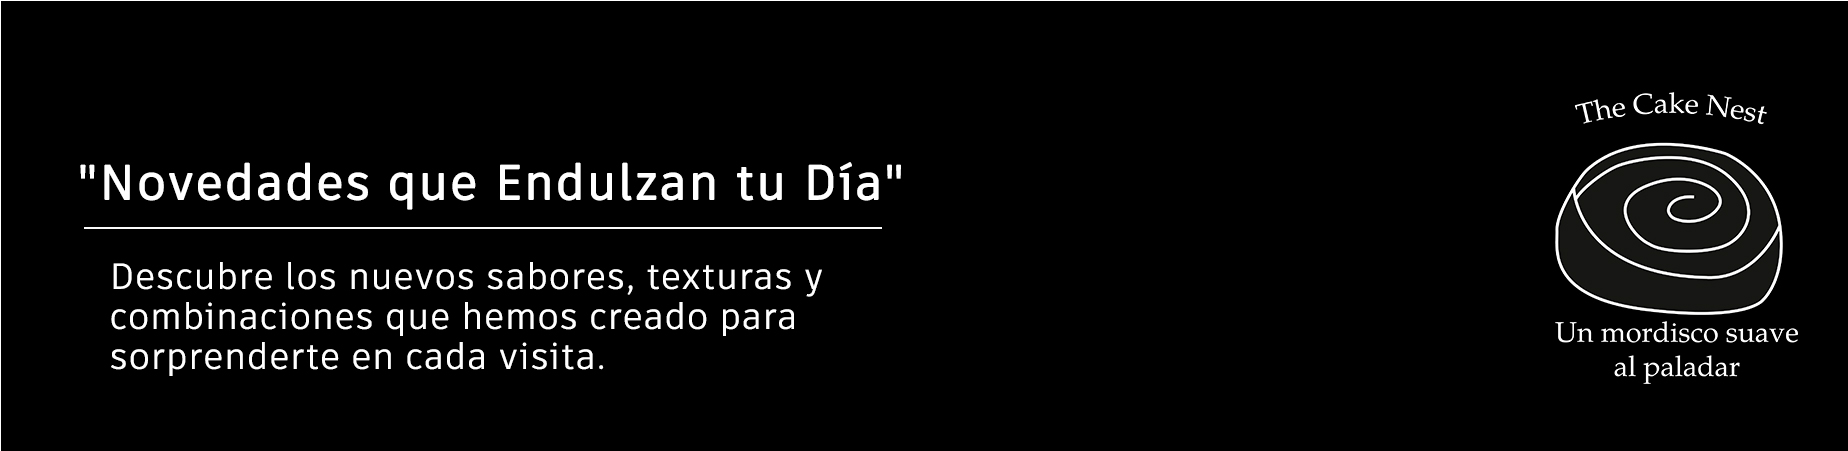 "Novedades que Endulzan tu Día"
Descubre los nuevos sabores, texturas y
combinaciones que hemos creado para
sorprenderte en cada visita.
The Cake Nest
Un mordisco suave
al paladar